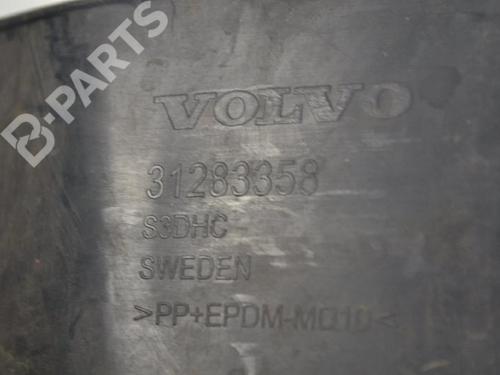 B-PARTS
VOLVO
31283358
S3DHC
SWEDEN
>PP+EPDM-MD10<